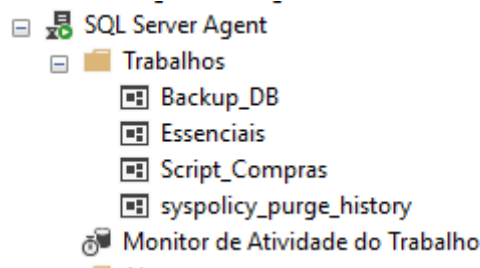 SQL Server Agent
Trabalhos
Backup_DB
Essenciais
Script_Compras
syspolicy_purge_history
Monitor de Atividade do Trabalho